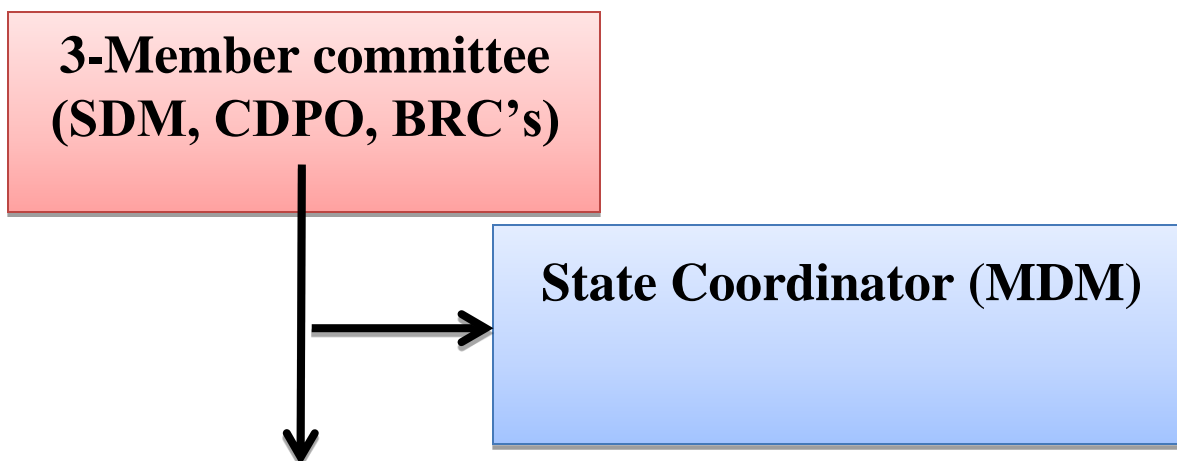 3-Member committee
(SDM, CDPO, BRC’s)
State Coordinator (MDM)